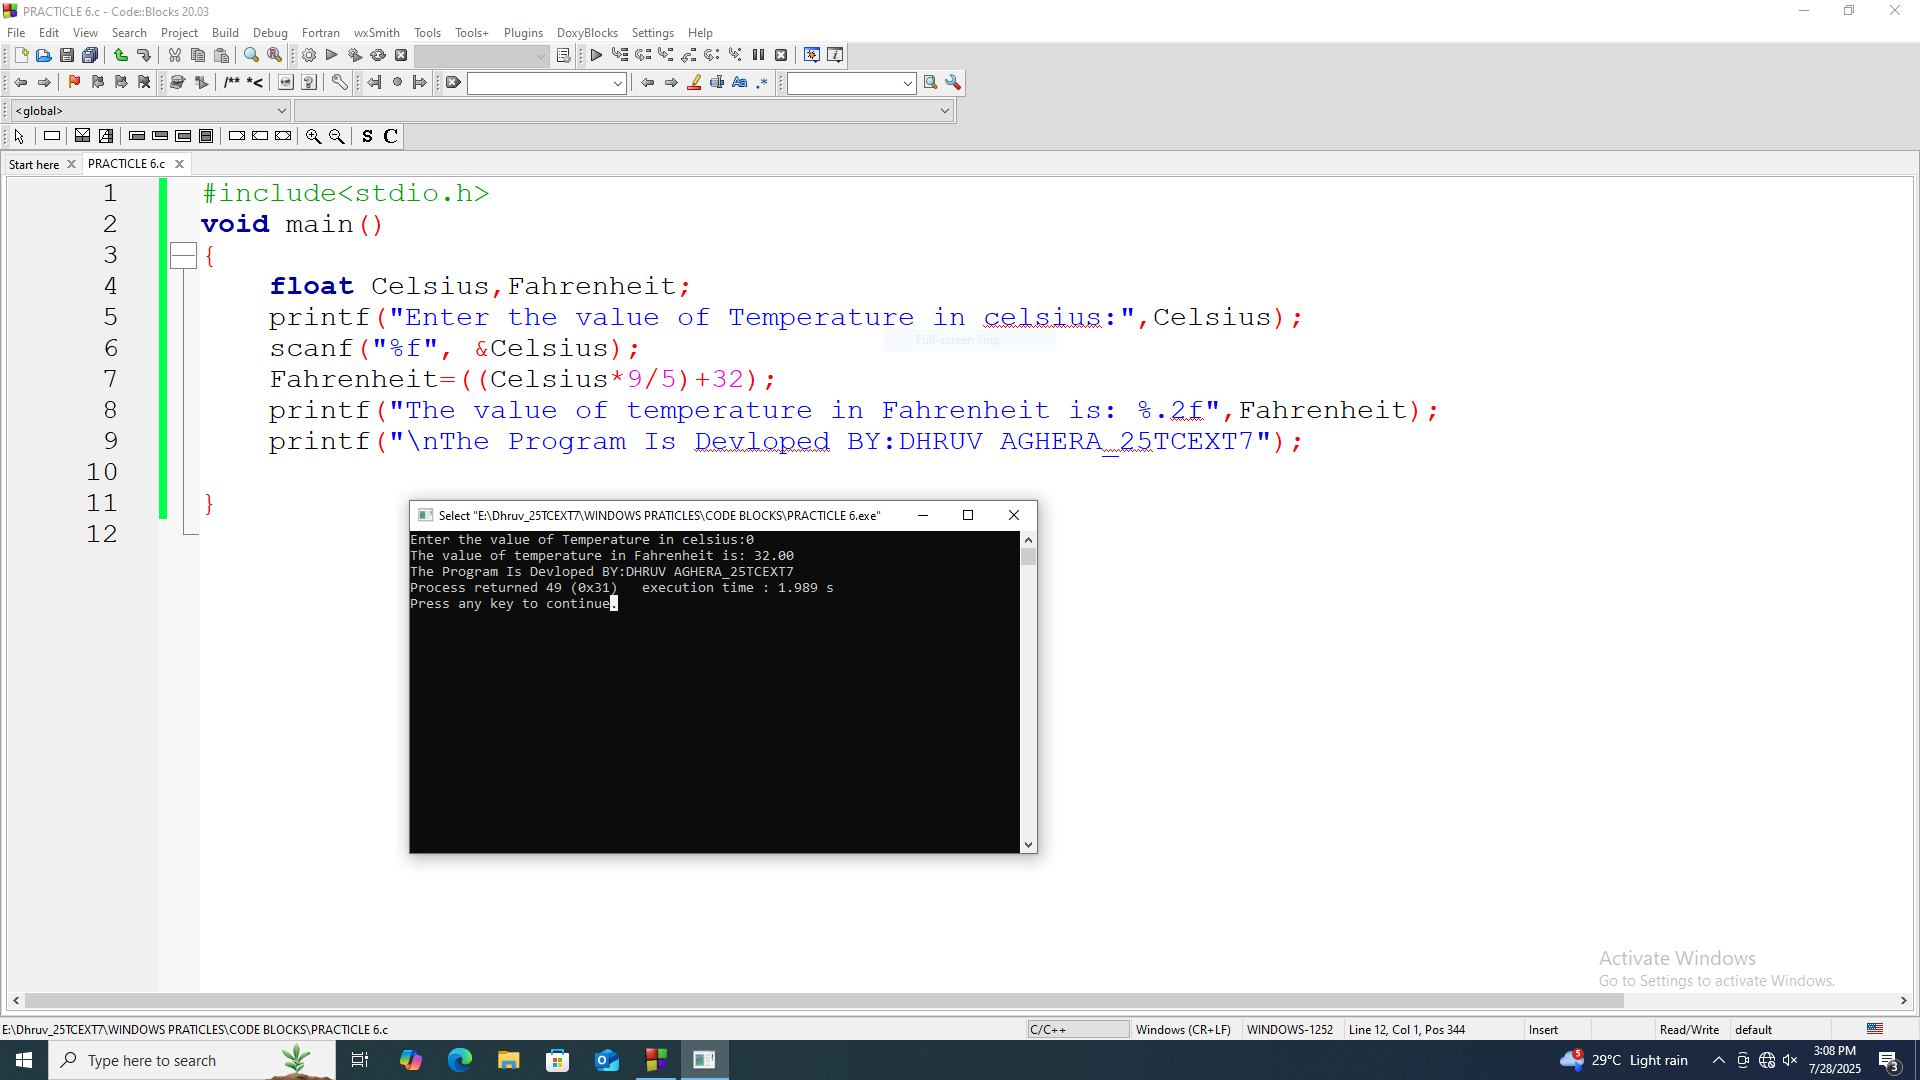 PRACTICLE 6.c - Code::Blocks 20.03
File Edit View Search Project Build Debug Fortran wxSmith Tools Tools+ Plugins DoxyBlocks Settings Help
/** *<
Aa .*
<global>
S C
Start here PRACTICLE 6.c
1 #include<stdio.h>
2 void main()
3 {
4 float Celsius,Fahrenheit;
5 printf("Enter the value of Temperature in celsius:",Celsius);
Full-screen Snip
6 scanf("%f", &Celsius);
7 Fahrenheit=((Celsius*9/5)+32);
8 printf("The value of temperature in Fahrenheit is: %.2f",Fahrenheit);
9 printf("\nThe Program Is Devloped BY:DHRUV AGHERA_25TCEXT7");
10
11 }
12
Select "E:\Dhruv_25TCEXT7\WINDOWS PRATICLES\CODE BLOCKS\PRACTICLE 6.exe"
Enter the value of Temperature in celsius:0
The value of temperature in Fahrenheit is: 32.00
The Program Is Devloped BY:DHRUV AGHERA_25TCEXT7
Process returned 49 (0x31)   execution time : 1.989 s
Press any key to continue.
Activate Windows
Go to Settings to activate Windows.
E:\Dhruv_25TCEXT7\WINDOWS PRATICLES\CODE BLOCKS\PRACTICLE 6.c C/C++ Windows (CR+LF) WINDOWS-1252 Line 12, Col 1, Pos 344 Insert Read/Write default
Type here to search
5 29°C Light rain
3:08 PM
7/28/2025
3